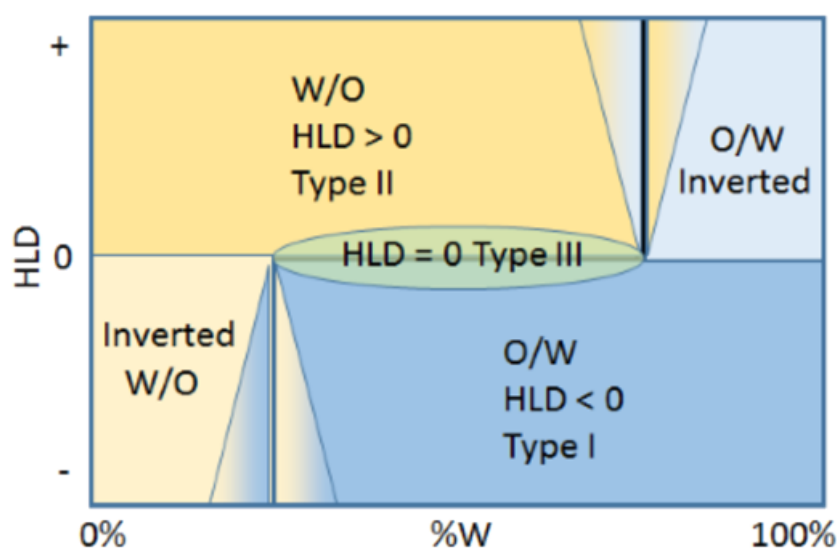 +
W/O
HLD > 0
Type II
O/W
Inverted
HLD
0
HLD = 0 Type III
Inverted
W/O
O/W
HLD < 0
Type I
-
0%
%W
100%